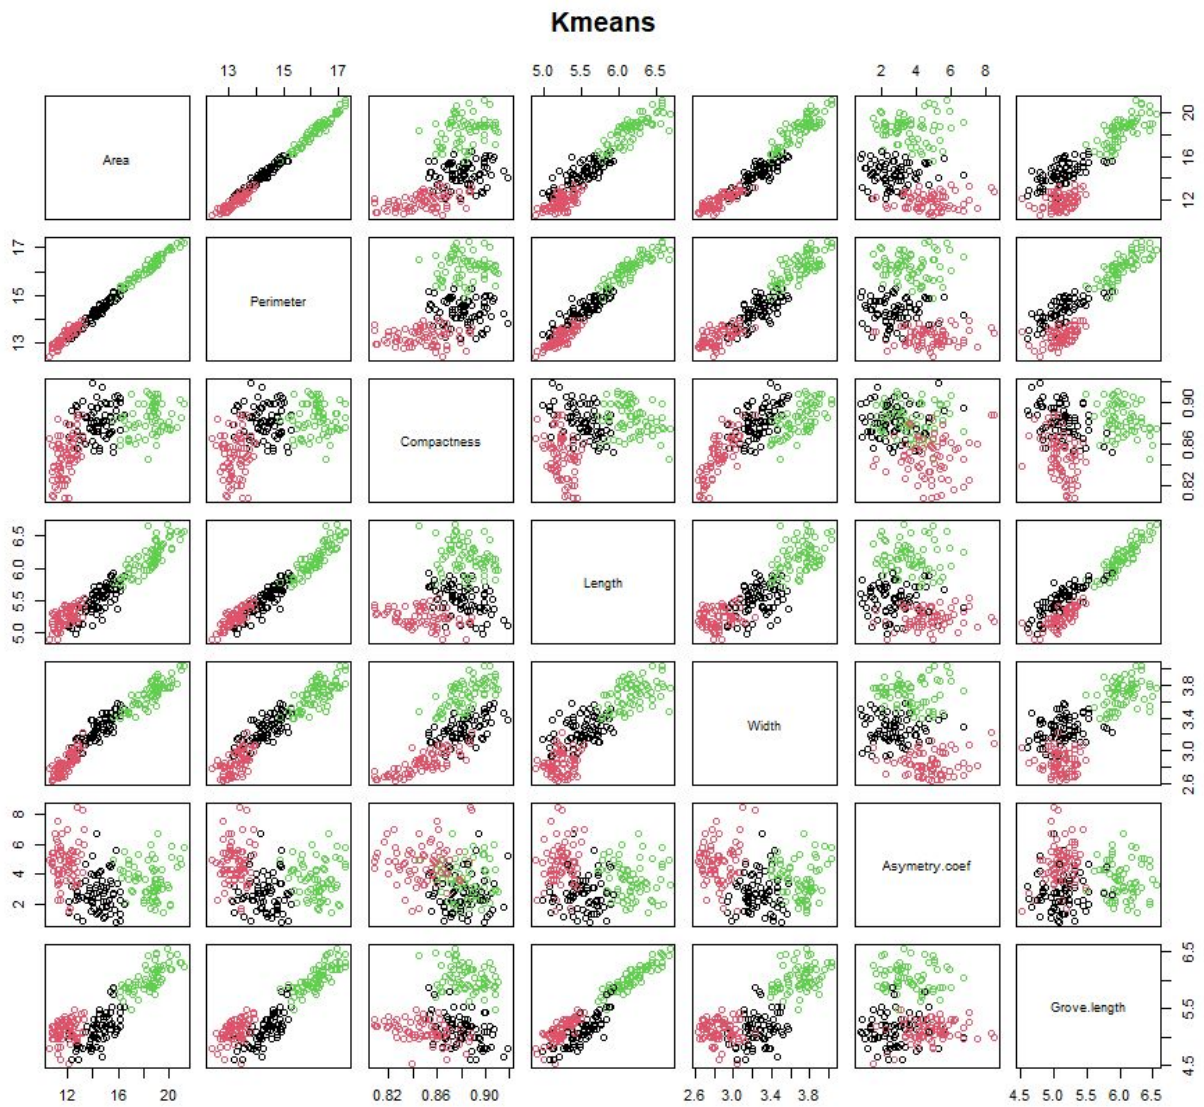 Kmeans
13 15 17 5.0 5.5 6.0 6.5 2 4 6 8
Area
12 16 20
13 15 17
Perimeter
Compactness
0.82 0.86 0.90
5.0 5.5 6.0 6.5
Length
Width
2.6 3.0 3.4 3.8
2 4 6 8
Asymetry.coef
Grove.length
4.5 5.5 6.5
12 16 20 0.82 0.86 0.90 2.6 3.0 3.8 4.5 5.0 5.5 6.0 6.5